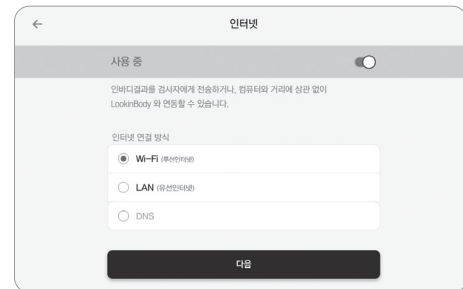 인터넷
사용 중
인바디결과를 검사자에게 전송하거나, 컴퓨터와 거리에 상관 없이
LookinBody 와 연동할 수 있습니다.
인터넷 연결 방식
Wi-Fi (무선인터넷)
LAN (유선인터넷)
DNS
다음